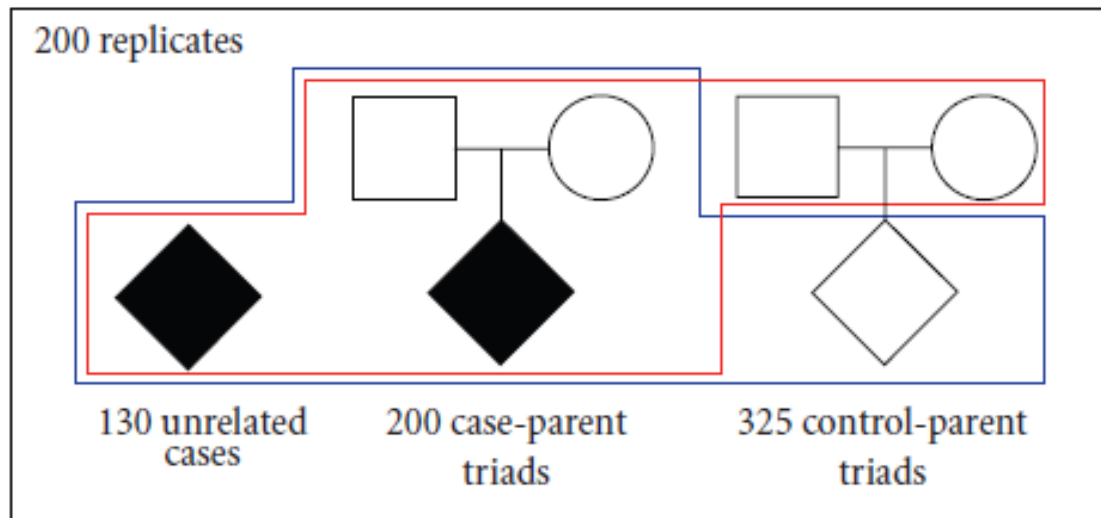 200 replicates
130 unrelated
cases
200 case-parent
triads
325 control-parent
triads